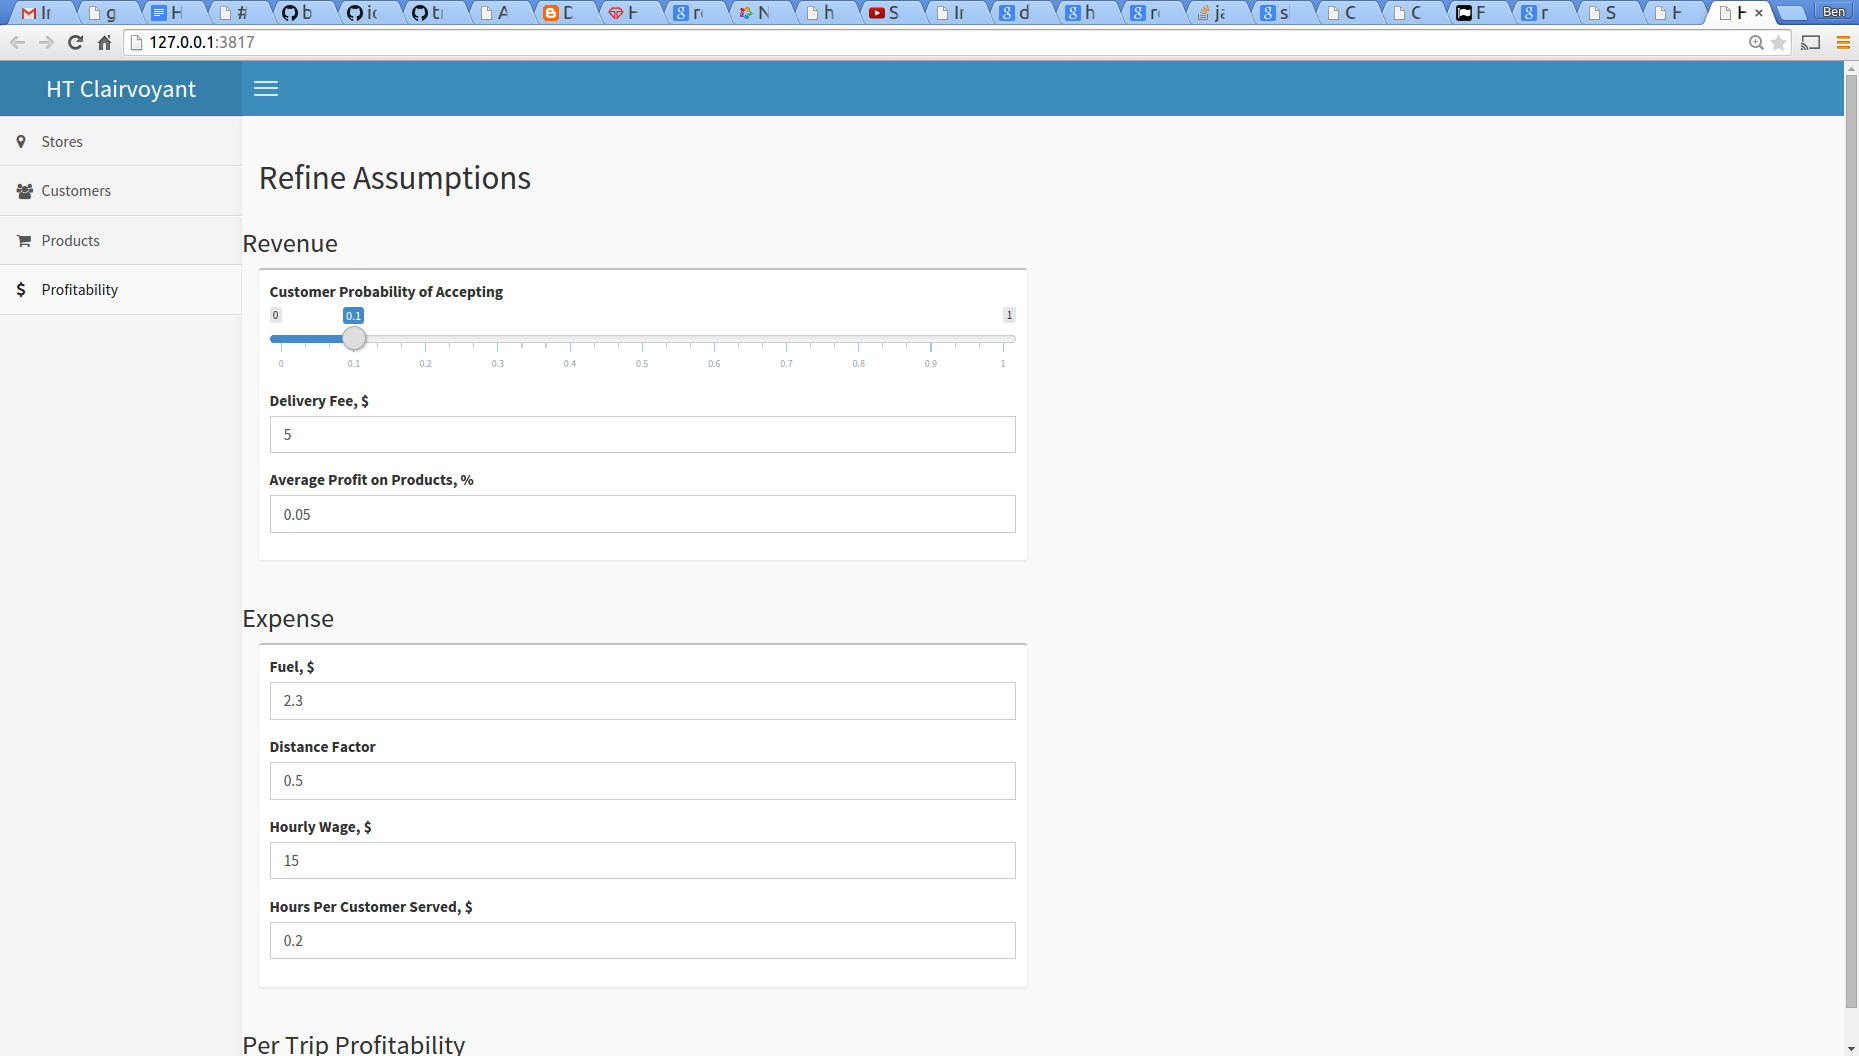 Ben
127.0.0.1:3817
HT Clairvoyant
Stores
Customers
Products
Profitability
Refine Assumptions
Revenue
Customer Probability of Accepting
0 0.1 1
0 0.1 0.2 0.3 0.4 0.5 0.6 0.7 0.8 0.9 1
Delivery Fee, $
5
Average Profit on Products, %
0.05
Expense
Fuel, $
2.3
Distance Factor
0.5
Hourly Wage, $
15
Hours Per Customer Served, $
0.2
Per Trip Profitability